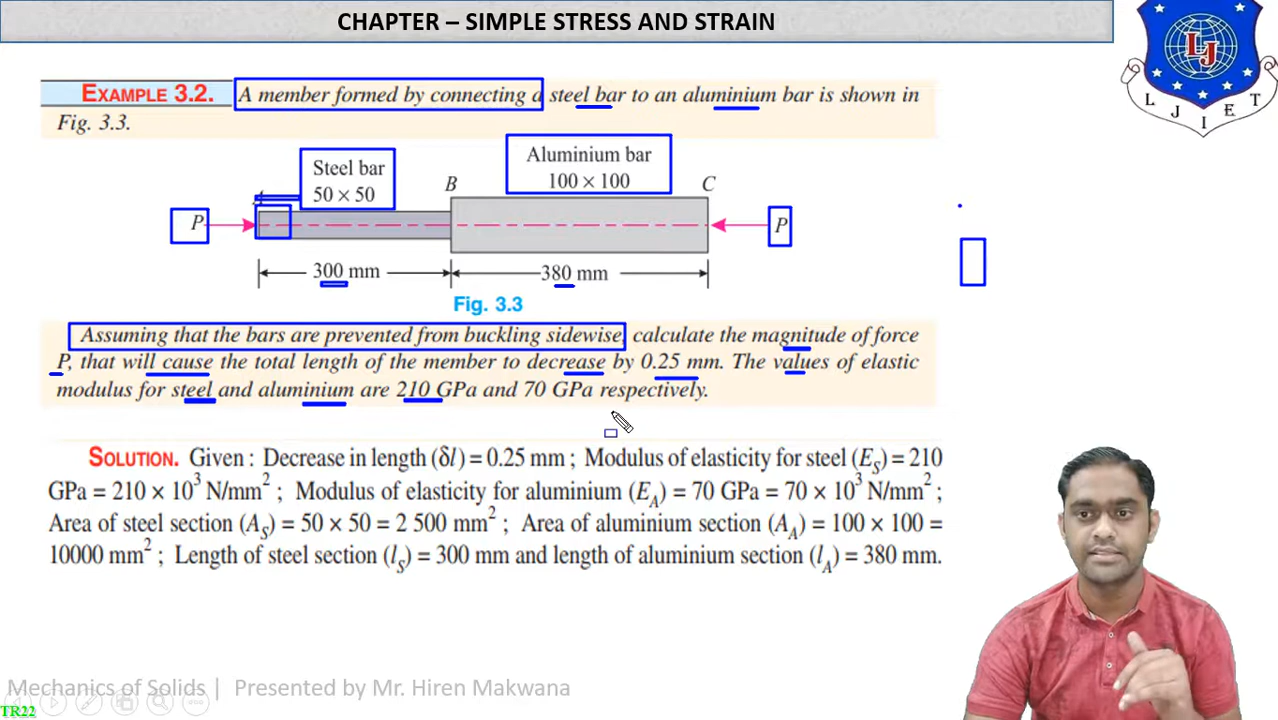 CHAPTER – SIMPLE STRESS AND STRAIN
LJ
L J I E T
EXAMPLE 3.2. A member formed by connecting a steel bar to an aluminium bar is shown in
Fig. 3.3.
Steel bar
50 × 50
Aluminium bar
100 × 100
B
C
P
P
300 mm
380 mm
Fig. 3.3
Assuming that the bars are prevented from buckling sidewise, calculate the magnitude of force
P, that will cause the total length of the member to decrease by 0.25 mm. The values of elastic
modulus for steel and aluminium are 210 GPa and 70 GPa respectively.
SOLUTION. Given : Decrease in length (δl) = 0.25 mm ; Modulus of elasticity for steel (E_S) = 210
GPa = 210 × 10³ N/mm² ; Modulus of elasticity for aluminium (E_A) = 70 GPa = 70 × 10³ N/mm² ;
Area of steel section (A_S) = 50 × 50 = 2 500 mm² ; Area of aluminium section (A_A) = 100 × 100 =
10000 mm² ; Length of steel section (l_S) = 300 mm and length of aluminium section (l_A) = 380 mm.
Mechanics of Solids | Presented by Mr. Hiren Makwana
TR22